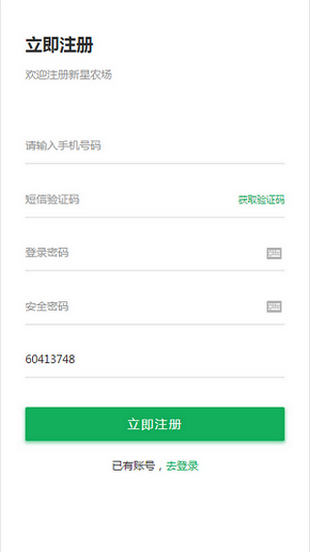 立即注册
欢迎注册新星农场
请输入手机号码
短信验证码 获取验证码
登录密码
安全密码
60413748
立即注册
已有账号，去登录